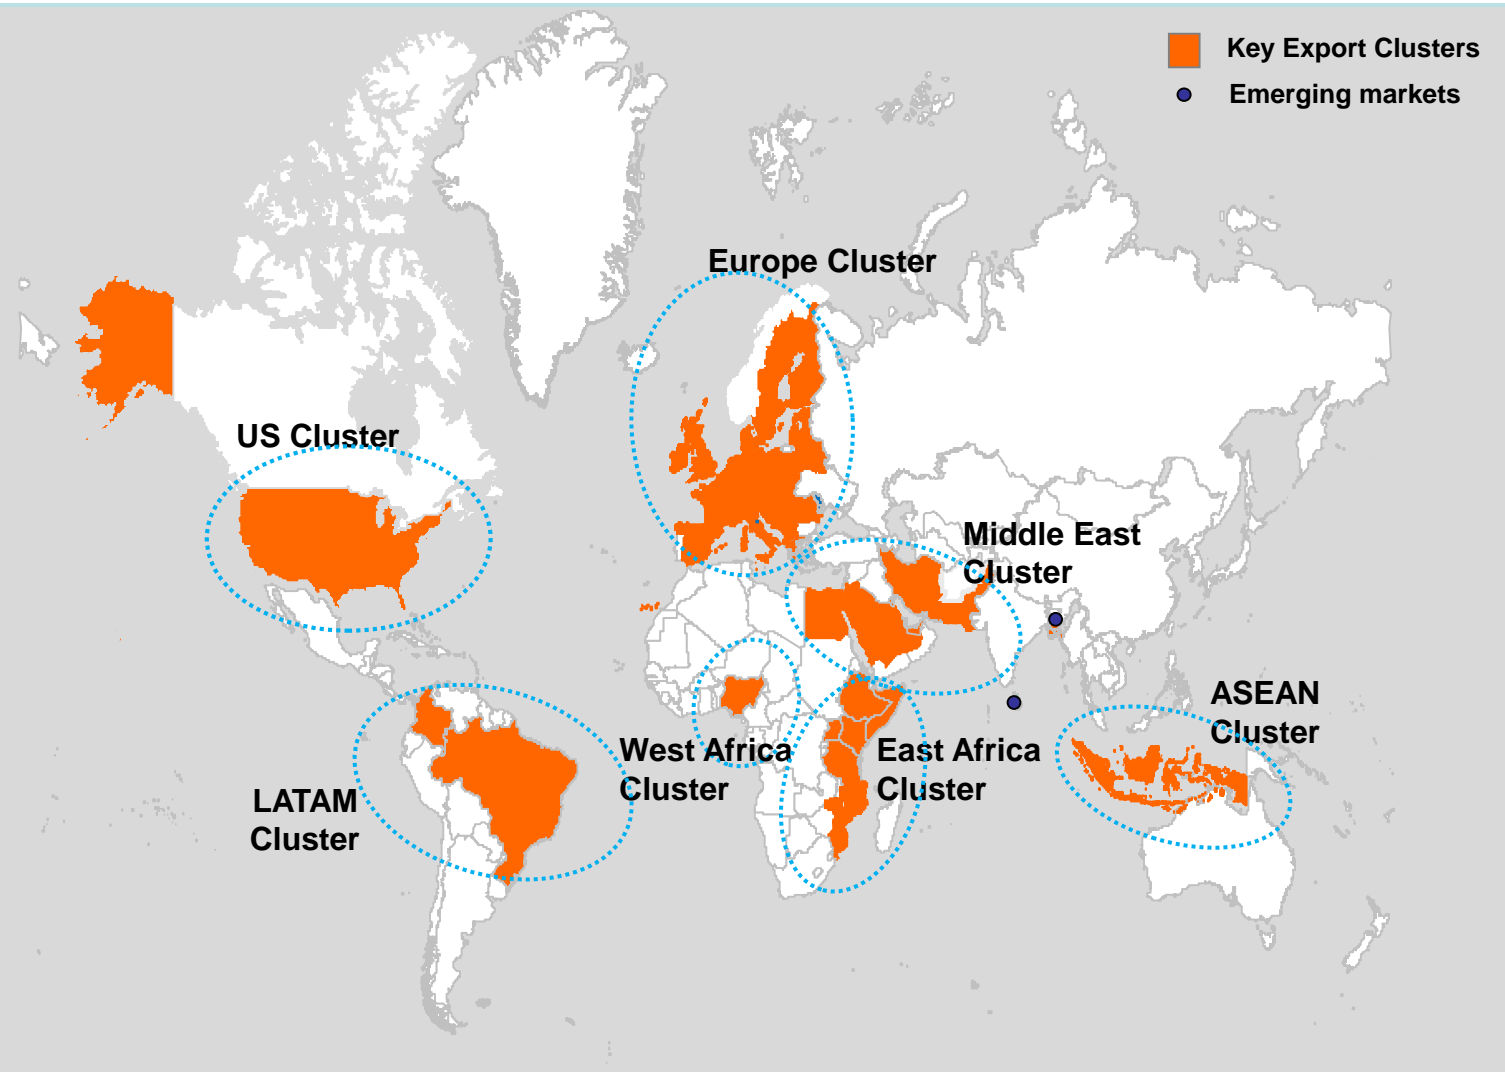 Key Export Clusters
Emerging markets
Europe Cluster
US Cluster
Middle East
Cluster
ASEAN
Cluster
West Africa
Cluster
East Africa
Cluster
LATAM
Cluster